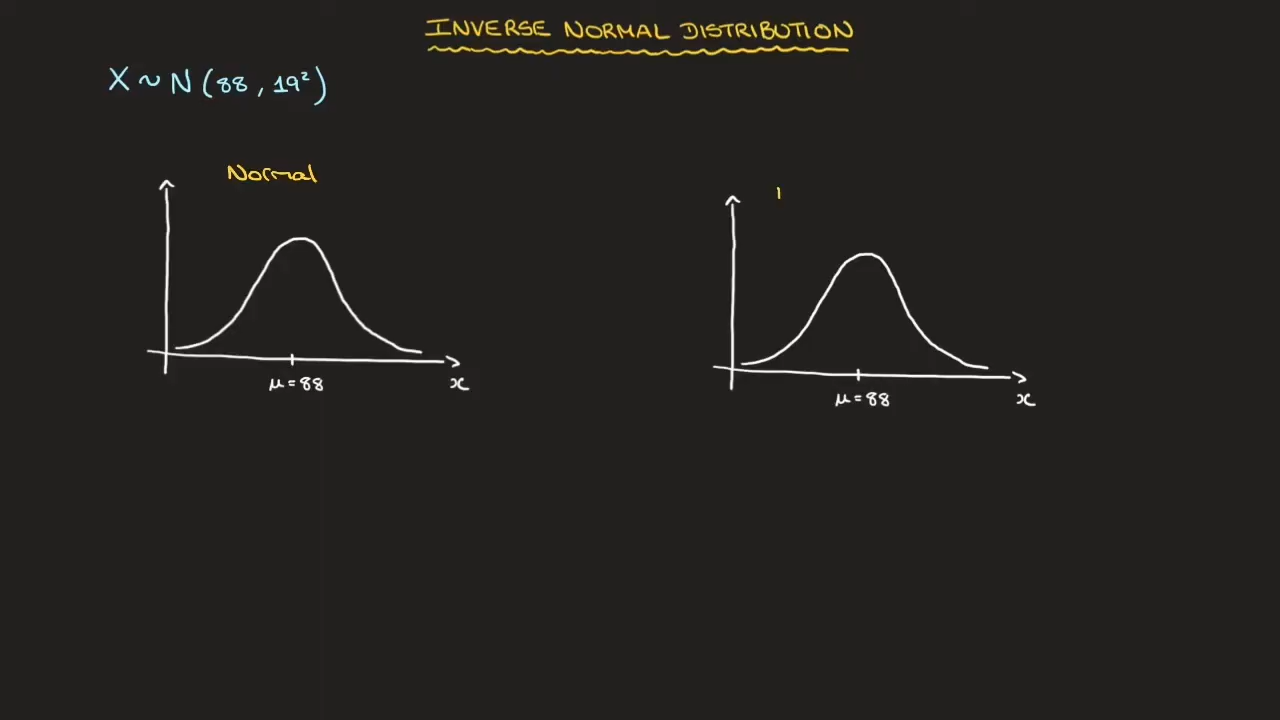 INVERSE NORMAL DISTRIBUTION
X ~ N (88, 19²)
Normal
μ = 88
x
μ = 88
x